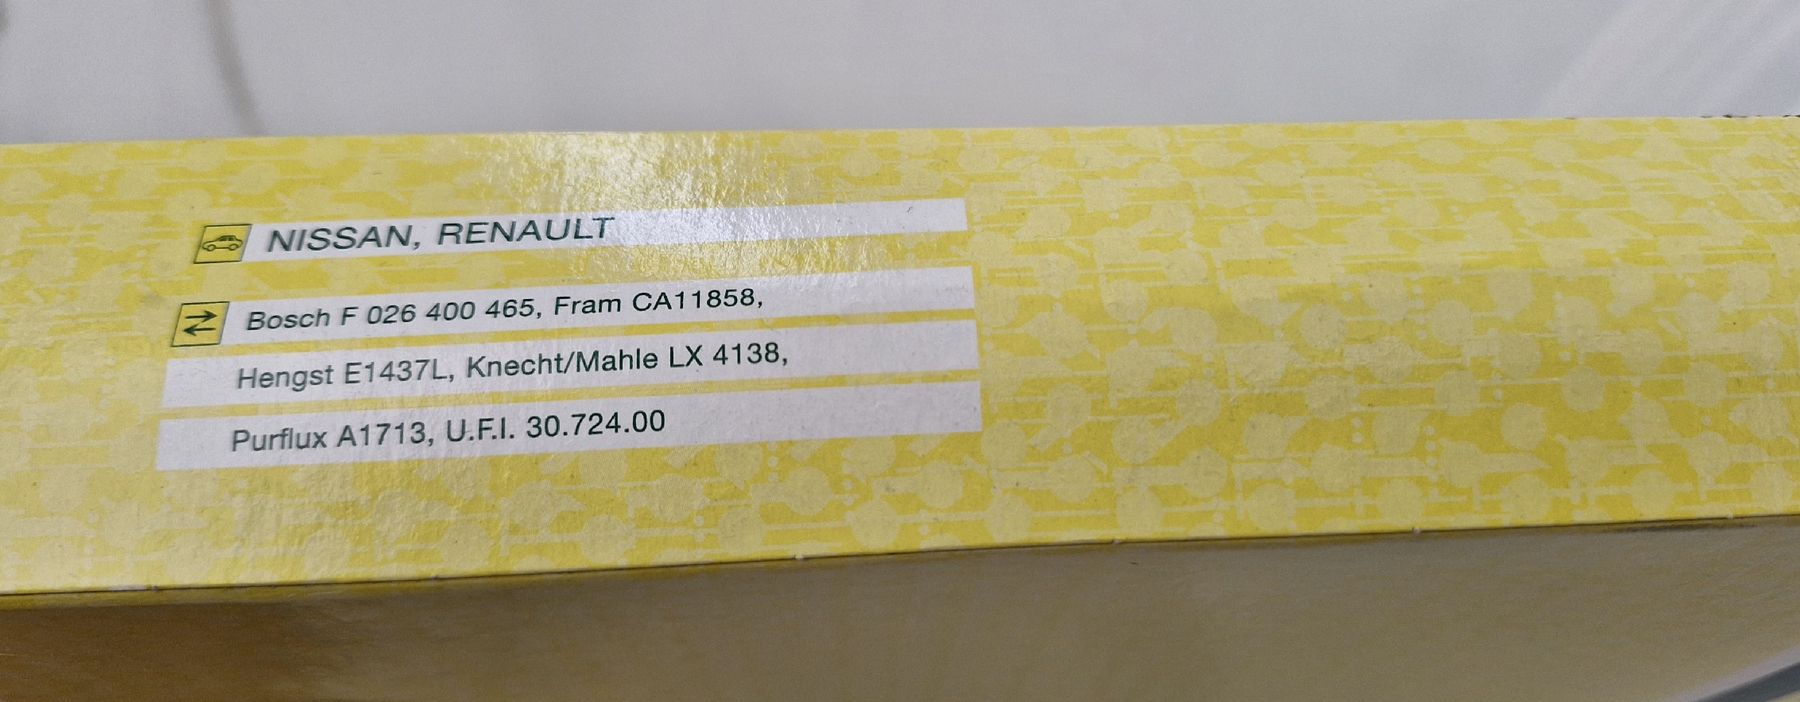 NISSAN, RENAULT
Bosch F 026 400 465, Fram CA11858,
Hengst E1437L, Knecht/Mahle LX 4138,
Purflux A1713, U.F.I. 30.724.00